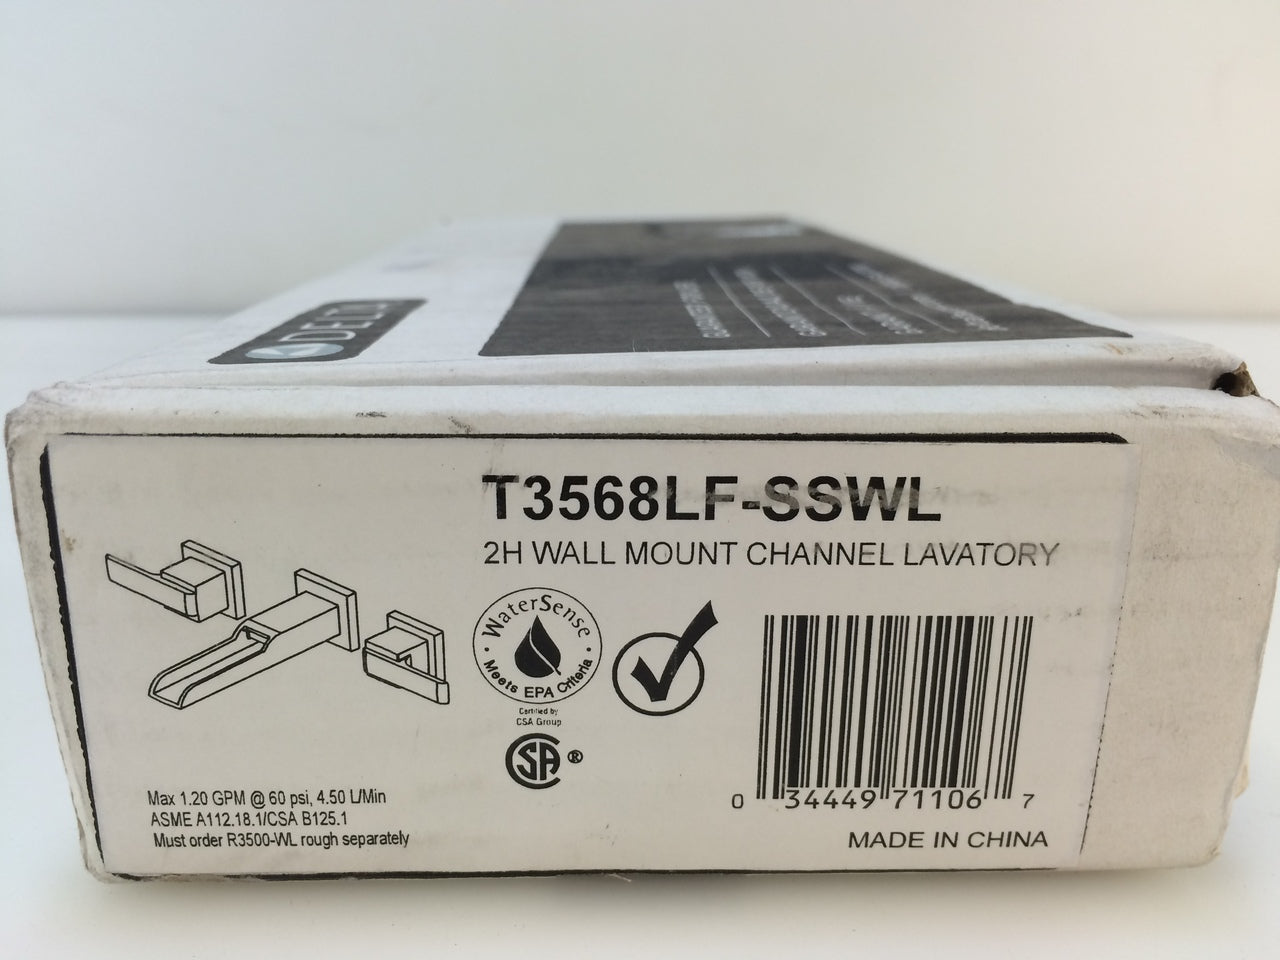 DELTA
T3568LF-SSWL
2H WALL MOUNT CHANNEL LAVATORY
WaterSense
Meets EPA Criteria
Certified by
CSA Group
CSA®
0 34449 71106 7
Max 1.20 GPM @ 60 psi, 4.50 L/Min
ASME A112.18.1/CSA B125.1
Must order R3500-WL rough separately
MADE IN CHINA